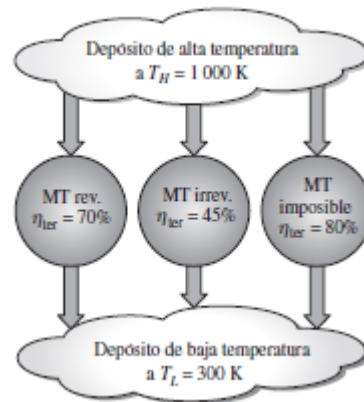 Depósito de alta temperatura
a T_H = 1 000 K
MT rev.
η_ter = 70%
MT irrev.
η_ter = 45%
MT
imposible
η_ter = 80%
Depósito de baja temperatura
a T_L = 300 K